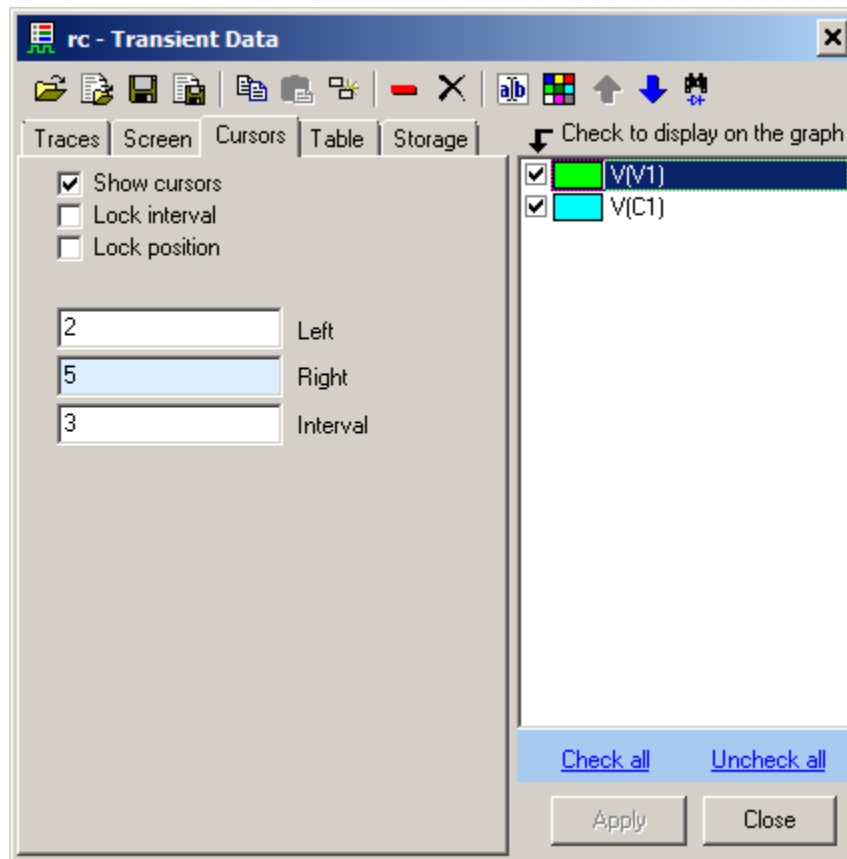 rc - Transient Data
a b
Traces Screen Cursors Table Storage
Check to display on the graph
Show cursors
Lock interval
Lock position
2 Left
5 Right
3 Interval
V(V1)
V(C1)
Check all Uncheck all
Apply Close